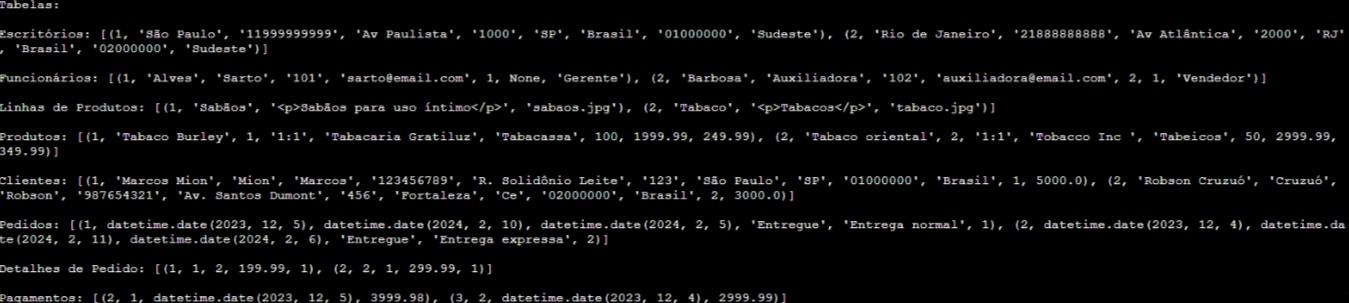 Tabelas:
Escritórios: [(1, 'São Paulo', '11999999999', 'Av Paulista', '1000', 'SP', 'Brasil', '01000000', 'Sudeste'), (2, 'Rio de Janeiro', '21888888888', 'Av Atlântica', '2000', 'RJ'
, 'Brasil', '02000000', 'Sudeste')]
Funcionários: [(1, 'Alves', 'Sarto', '101', 'sarto@email.com', 1, None, 'Gerente'), (2, 'Barbosa', 'Auxiliadora', '102', 'auxiliadora@email.com', 2, 1, 'Vendedor')]
Linhas de Produtos: [(1, 'Sabãos', '<p>Sabãos para uso íntimo</p>', 'sabaos.jpg'), (2, 'Tabaco', '<p>Tabacos</p>', 'tabaco.jpg')]
Produtos: [(1, 'Tabaco Burley', 1, '1:1', 'Tabacaria Gratiluz', 'Tabacassa', 100, 1999.99, 249.99), (2, 'Tabaco oriental', 2, '1:1', 'Tobacco Inc ', 'Tabeicos', 50, 2999.99,
349.99)]
Clientes: [(1, 'Marcos Mion', 'Mion', 'Marcos', '123456789', 'R. Solidônio Leite', '123', 'São Paulo', 'SP', '01000000', 'Brasil', 1, 5000.0), (2, 'Robson Cruzuó', 'Cruzuó',
'Robson', '987654321', 'Av. Santos Dumont', '456', 'Fortaleza', 'Ce', '02000000', 'Brasil', 2, 3000.0)]
Pedidos: [(1, datetime.date(2023, 12, 5), datetime.date(2024, 2, 10), datetime.date(2024, 2, 5), 'Entregue', 'Entrega normal', 1), (2, datetime.date(2023, 12, 4), datetime.da
te(2024, 2, 11), datetime.date(2024, 2, 6), 'Entregue', 'Entrega expressa', 2)]
Detalhes de Pedido: [(1, 1, 2, 199.99, 1), (2, 2, 1, 299.99, 1)]
Pagamentos: [(2, 1, datetime.date(2023, 12, 5), 3999.98), (3, 2, datetime.date(2023, 12, 4), 2999.99)]